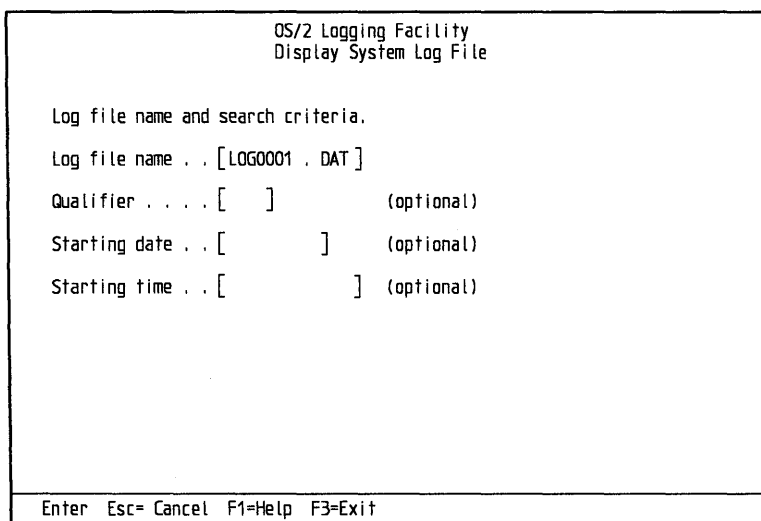 OS/2 Logging Facility
Display System Log File
Log file name and search criteria.
Log file name . . [LOG0001 . DAT]
Qualifier . . . . [    ] (optional)
Starting date . . [          ] (optional)
Starting time . . [             ] (optional)
Enter Esc= Cancel F1=Help F3=Exit